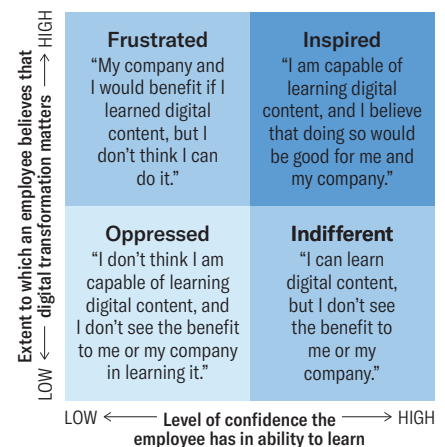 Extent to which an employee believes that
digital transformation matters
LOW ← → HIGH
Frustrated
“My company and
I would benefit if I
learned digital
content, but I
don’t think I can
do it.”
Inspired
“I am capable of
learning digital
content, and I believe
that doing so would
be good for me and
my company.”
Oppressed
“I don’t think I am
capable of learning
digital content, and
I don’t see the benefit
to me or my company
in learning it.”
Indifferent
“I can learn
digital content,
but I don’t see
the benefit to
me or my
company.”
LOW ← Level of confidence the → HIGH
employee has in ability to learn